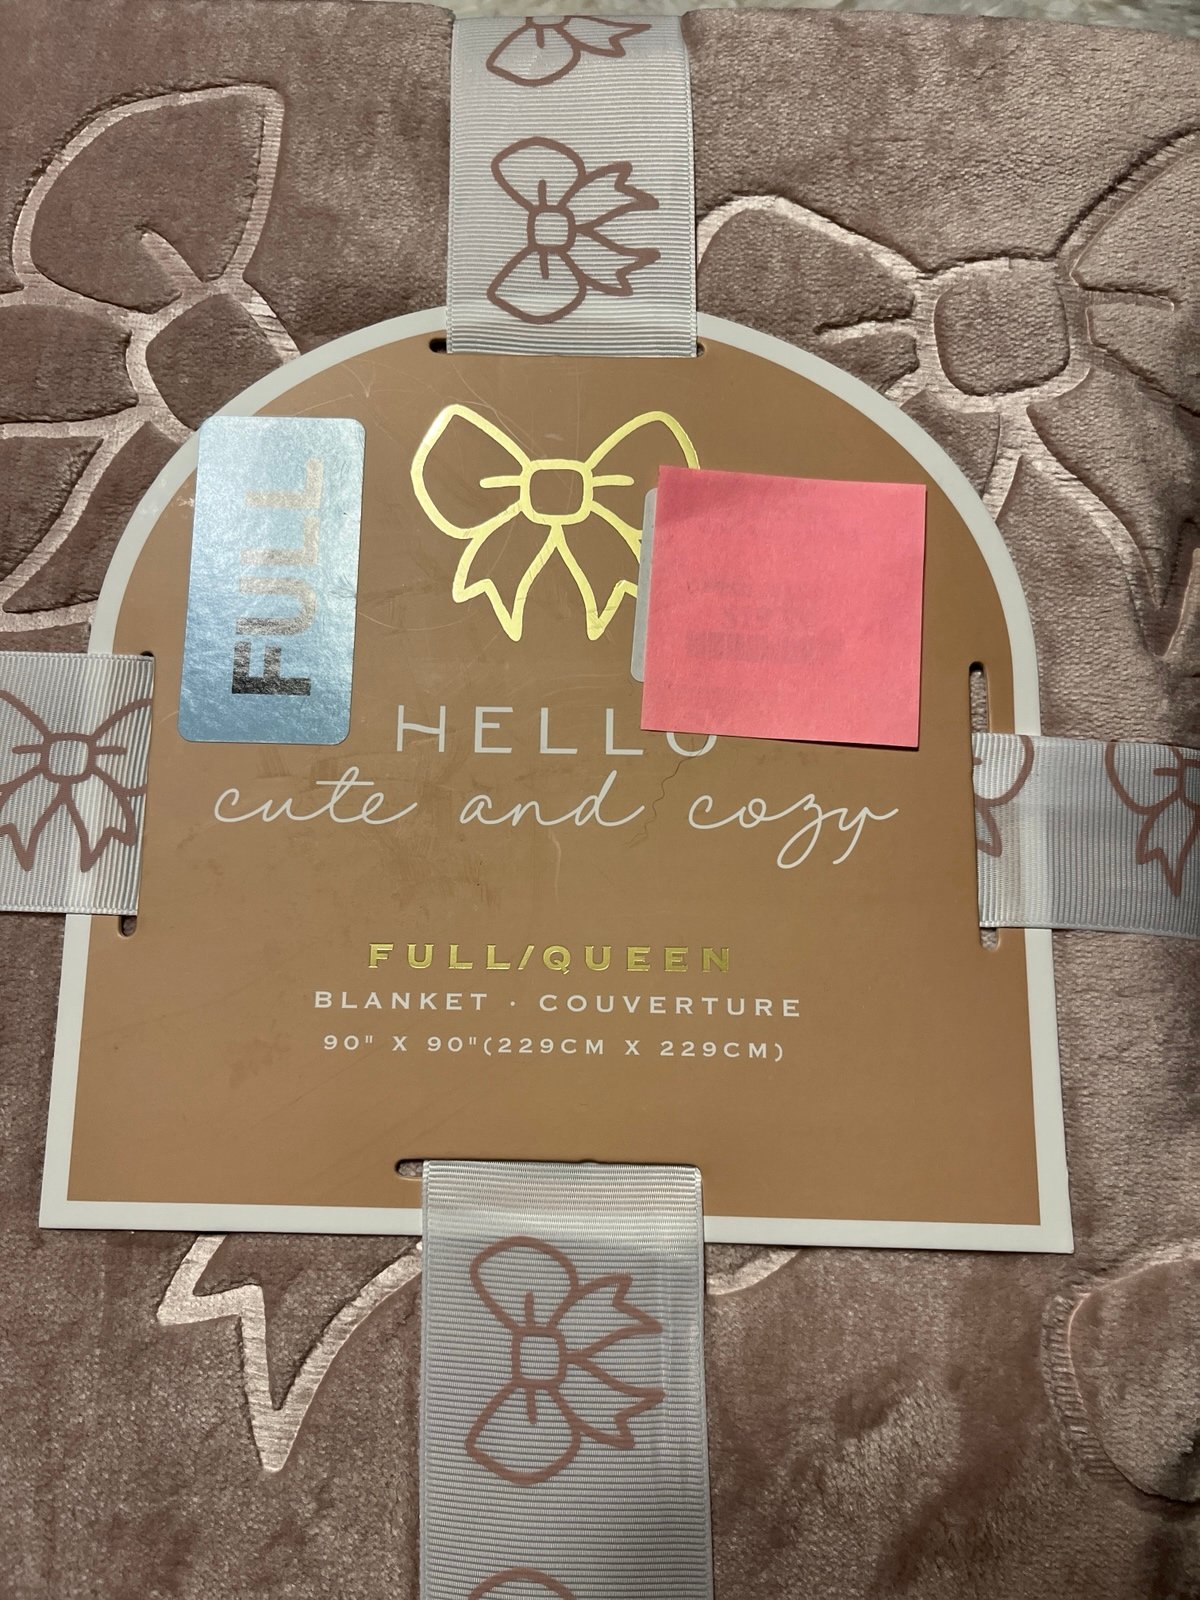 FULL
HELLO
cute and cozy
FULL/QUEEN
BLANKET · COUVERTURE
90" X 90"(229CM X 229CM)